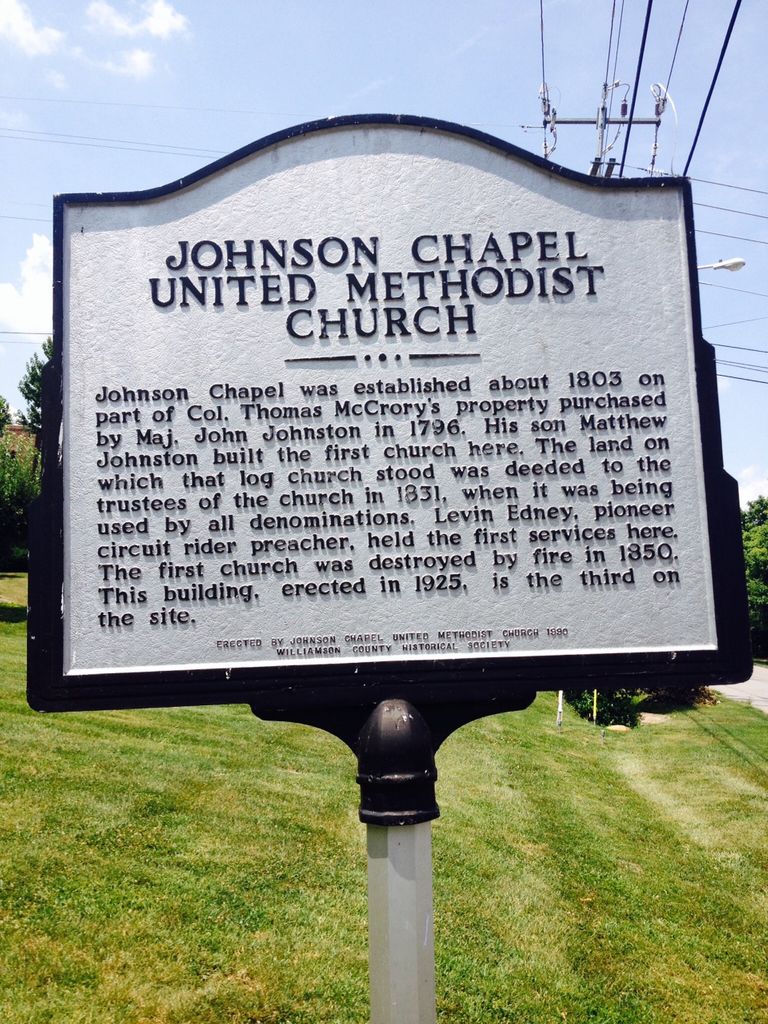 JOHNSON CHAPEL
UNITED METHODIST
CHURCH
Johnson Chapel was established about 1803 on
part of Col. Thomas McCrory's property purchased
by Maj. John Johnston in 1796. His son Matthew
Johnston built the first church here. The land on
which that log church stood was deeded to the
trustees of the church in 1831, when it was being
used by all denominations. Levin Edney, pioneer
circuit rider preacher, held the first services here.
The first church was destroyed by fire in 1850.
This building, erected in 1925, is the third on
the site.
ERECTED BY JOHNSON CHAPEL UNITED METHODIST CHURCH 1990
WILLIAMSON COUNTY HISTORICAL SOCIETY